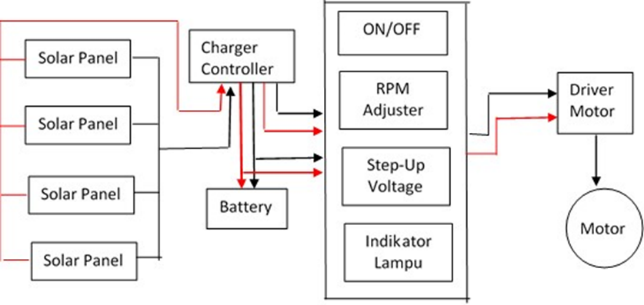 Solar Panel
Solar Panel
Solar Panel
Solar Panel
Charger
Controller
Battery
ON/OFF
RPM
Adjuster
Step-Up
Voltage
Indikator
Lampu
Driver
Motor
Motor